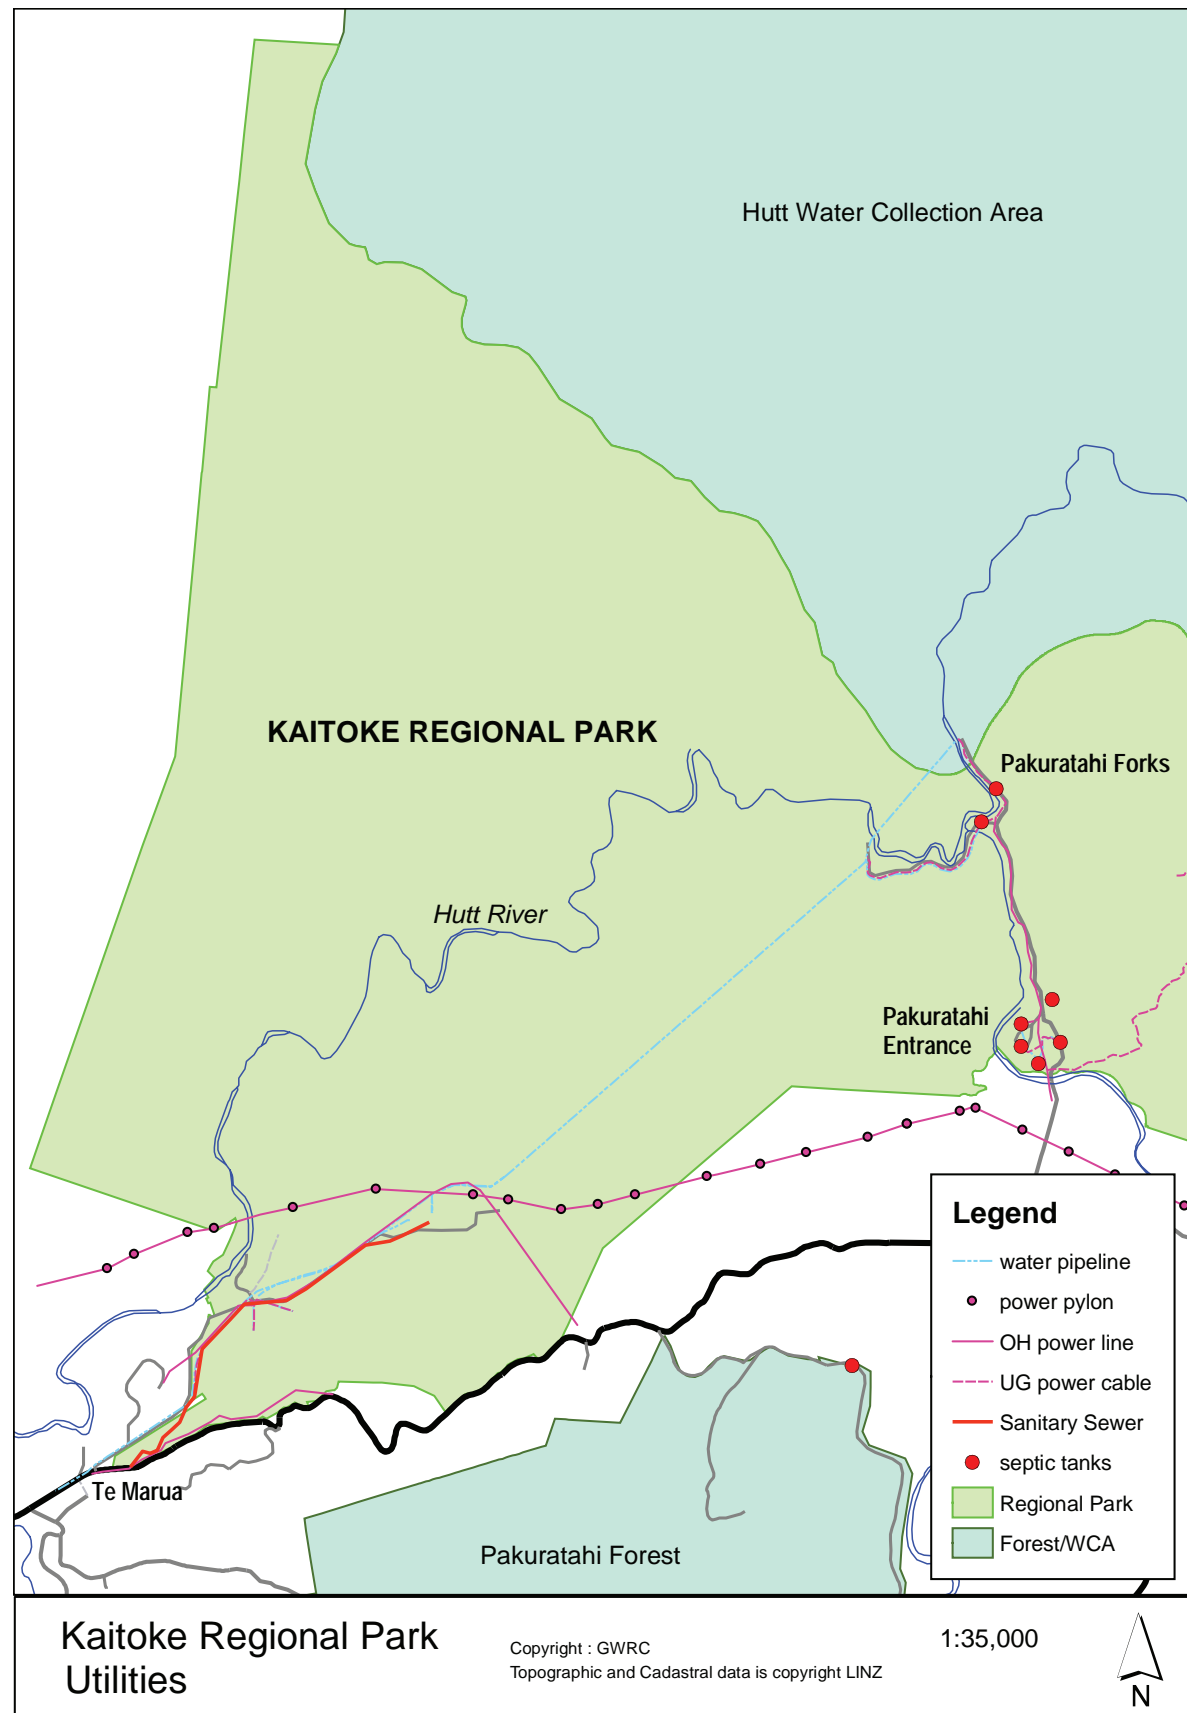 Hutt Water Collection Area
KAITOKE REGIONAL PARK
Pakuratahi Forks
Hutt River
Pakuratahi
Entrance
Legend
water pipeline
power pylon
OH power line
UG power cable
Sanitary Sewer
septic tanks
Regional Park
Forest/WCA
Te Marua
Pakuratahi Forest
Kaitoke Regional Park
Utilities
Copyright : GWRC
Topographic and Cadastral data is copyright LINZ
1:35,000
N